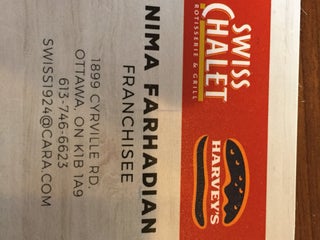 SWISS
CHALET
ROTISSERIE & GRILL
HARVEY'S
NIMA FARHADIAN
FRANCHISEE
1899 CYRVILLE RD.
OTTAWA, ON K1B 1A9
613-746-6623
SWISS1924@CARA.COM